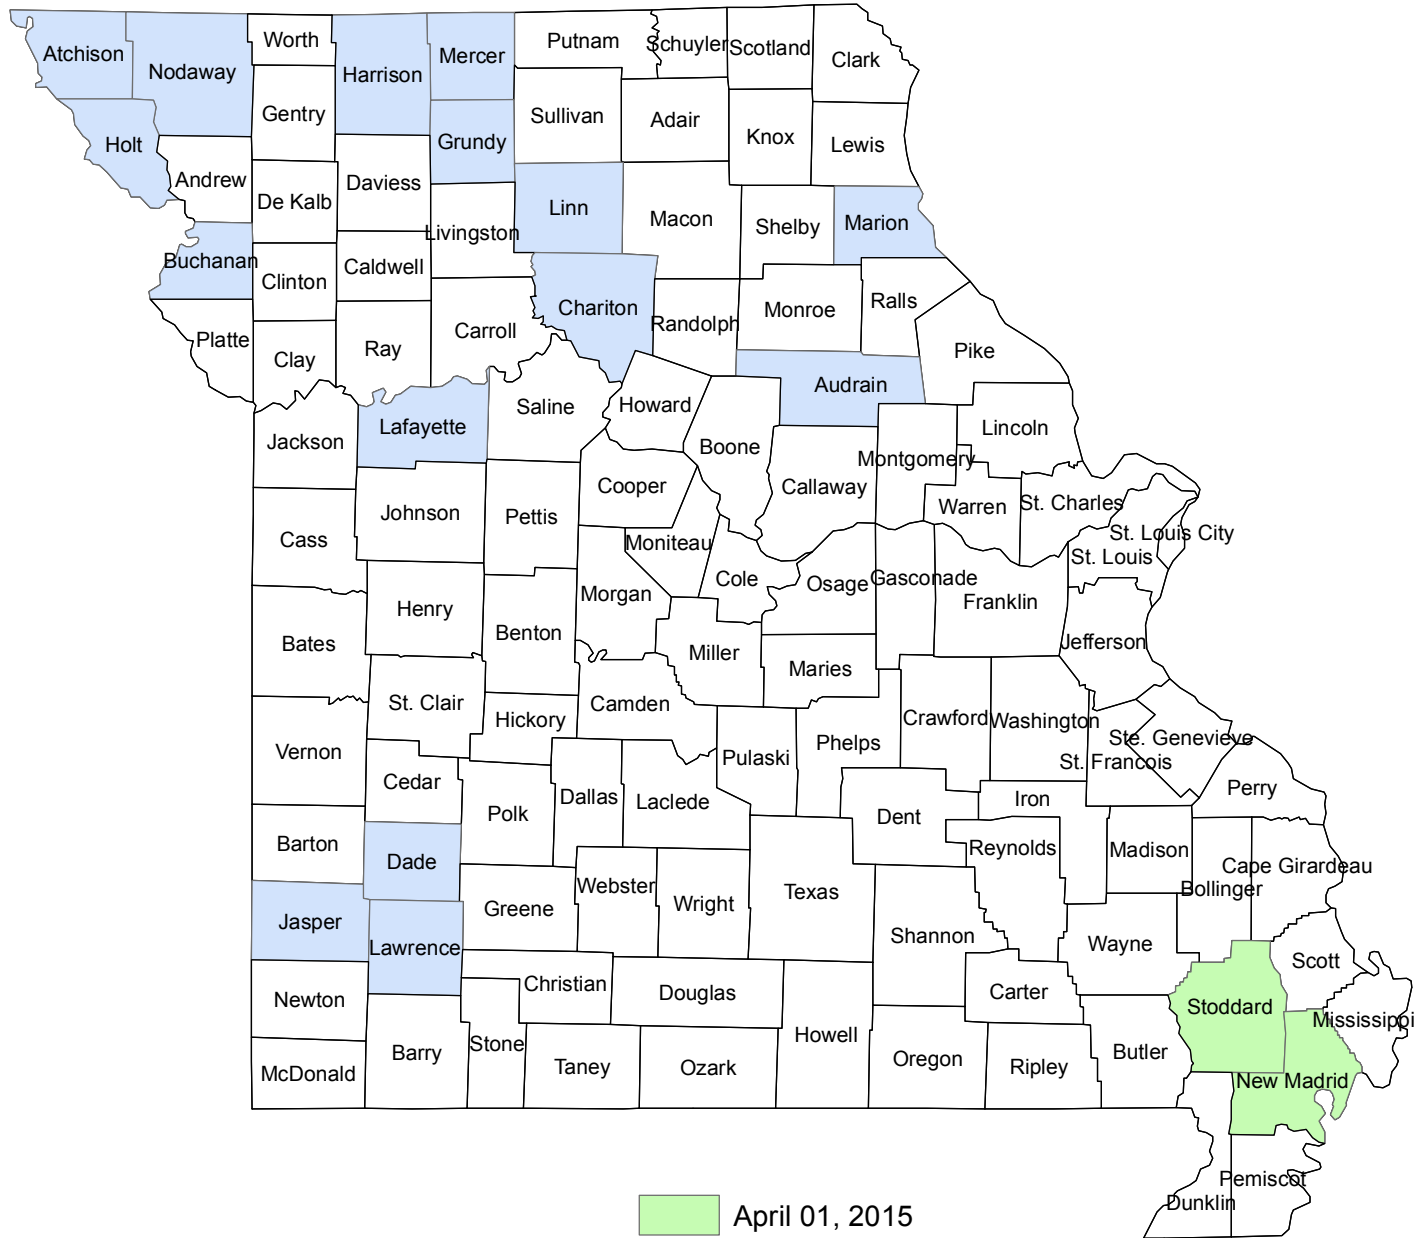 Worth
Putnam
Schuyler
Scotland
Clark
Atchison
Nodaway
Harrison
Mercer
Gentry
Sullivan
Adair
Knox
Lewis
Holt
Grundy
Andrew
De Kalb
Daviess
Livingston
Linn
Macon
Shelby
Marion
Buchanan
Clinton
Caldwell
Chariton
Randolph
Monroe
Ralls
Platte
Clay
Ray
Carroll
Pike
Audrain
Saline
Howard
Lafayette
Jackson
Boone
Montgomery
Lincoln
Cooper
Callaway
Johnson
Pettis
Warren
St. Charles
Cass
Moniteau
St. Louis City
St. Louis
Cole
Osage
Gasconade
Morgan
Henry
Franklin
Benton
Bates
Miller
Maries
Jefferson
St. Clair
Camden
Hickory
Crawford
Washington
Vernon
Pulaski
Phelps
Ste. Genevieve
St. Francois
Cedar
Dallas
Laclede
Polk
Iron
Perry
Dent
Barton
Dade
Reynolds
Madison
Cape Girardeau
Bollinger
Webster
Texas
Wright
Greene
Jasper
Lawrence
Shannon
Wayne
Scott
Christian
Douglas
Carter
Newton
Stoddard
Mississippi
Howell
Stone
Barry
Butler
Oregon
Taney
Ozark
Ripley
McDonald
New Madrid
Pemiscot
Dunklin
April 01, 2015